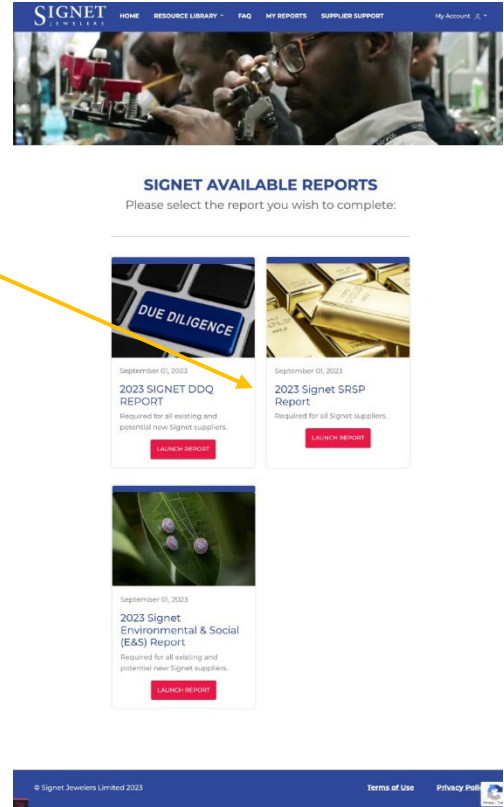 SIGNET
JEWELERS
HOME RESOURCE LIBRARY FAQ MY REPORTS SUPPLIER SUPPORT My Account
SIGNET AVAILABLE REPORTS
Please select the report you wish to complete:
DUE DILIGENCE
September 01, 2023
2023 SIGNET DDQ
REPORT
Required for all existing and
potential new Signet suppliers.
LAUNCH REPORT
September 01, 2023
2023 Signet SRSP
Report
Required for all Signet suppliers.
LAUNCH REPORT
September 01, 2023
2023 Signet
Environmental & Social
(E&S) Report
Required for all existing and
potential new Signet suppliers.
LAUNCH REPORT
© Signet Jewelers Limited 2023 Terms of Use Privacy Poli